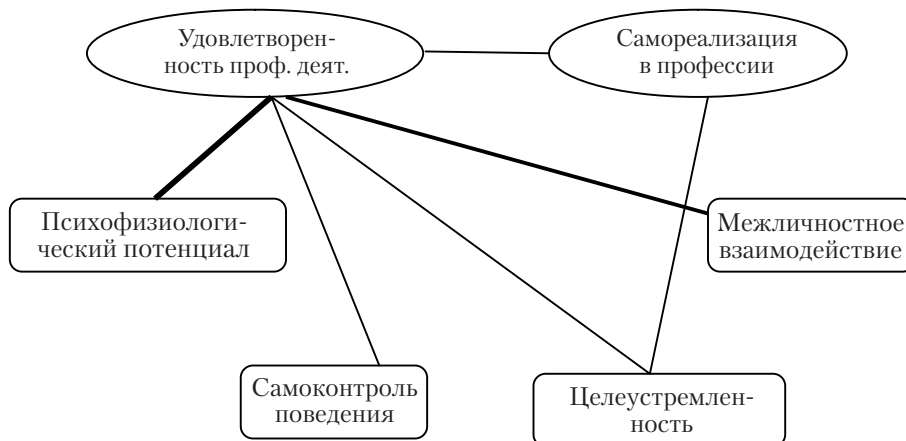 Удовлетворен-
ность проф. деят.
Самореализация
в профессии
Психофизиологи-
ческий потенциал
Межличностное
взаимодействие
Самоконтроль
поведения
Целеустремлен-
ность